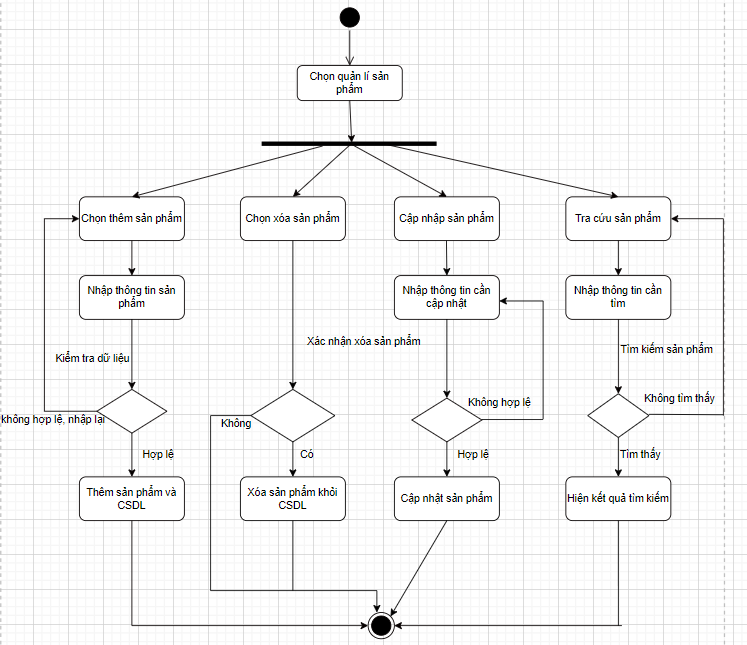 Chọn quản lí sản
phẩm
Chọn thêm sản phẩm
Chọn xóa sản phẩm
Cập nhập sản phẩm
Tra cứu sản phẩm
Nhập thông tin sản
phẩm
Nhập thông tin cần
cập nhật
Nhập thông tin cần
tìm
Kiểm tra dữ liệu
Xác nhận xóa sản phẩm
Tìm kiếm sản phẩm
không hợp lệ, nhập lại
Không
Không hợp lệ
Không tìm thấy
Hợp lệ
Có
Hợp lệ
Tìm thấy
Thêm sản phẩm và
CSDL
Xóa sản phẩm khỏi
CSDL
Cập nhật sản phẩm
Hiện kết quả tìm kiếm